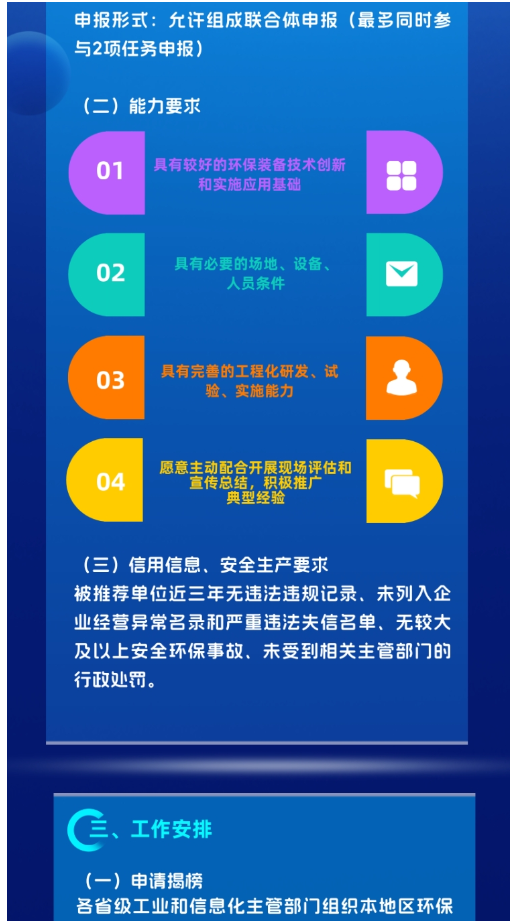 申报形式：允许组成联合体申报（最多同时参
与2项任务申报）
（二）能力要求
01
具有较好的环保装备技术创新
和实施应用基础
02
具有必要的场地、设备、
人员条件
03
具有完善的工程化研发、试
验、实施能力
04
愿意主动配合开展现场评估和
宣传总结，积极推广
典型经验
（三）信用信息、安全生产要求
被推荐单位近三年无违法违规记录、未列入企
业经营异常名录和严重违法失信名单、无较大
及以上安全环保事故、未受到相关主管部门的
行政处罚。
三、工作安排
（一）申请揭榜
各省级工业和信息化主管部门组织本地区环保